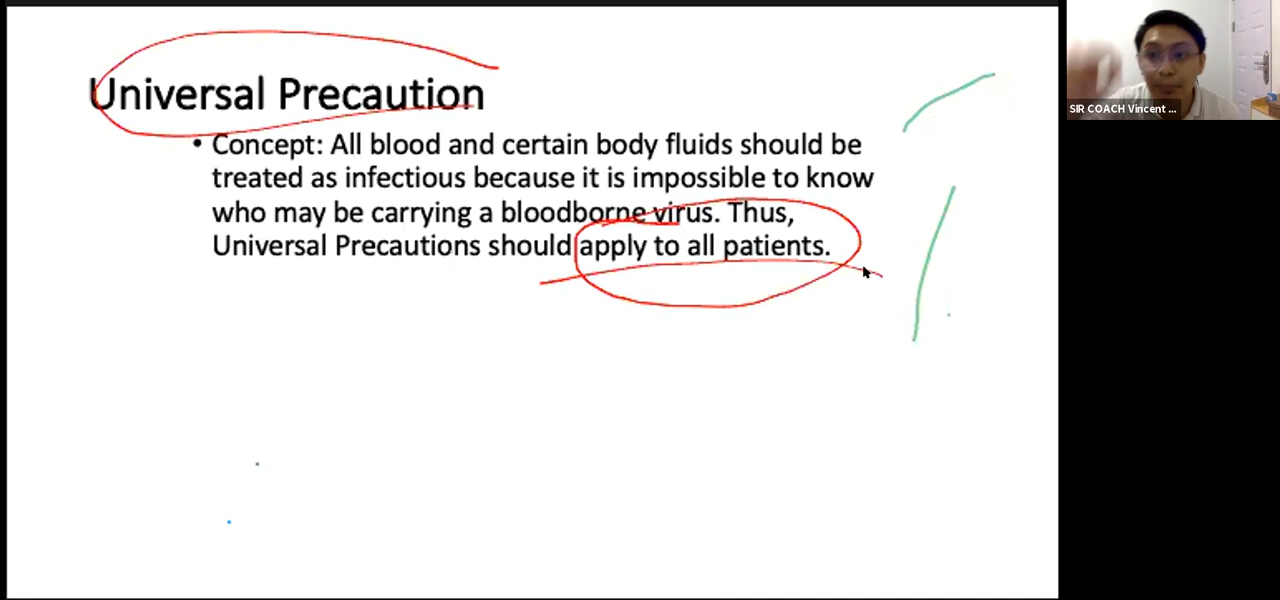 Universal Precaution
• Concept: All blood and certain body fluids should be
treated as infectious because it is impossible to know
who may be carrying a bloodborne virus. Thus,
Universal Precautions should apply to all patients.
SIR COACH Vincent ...